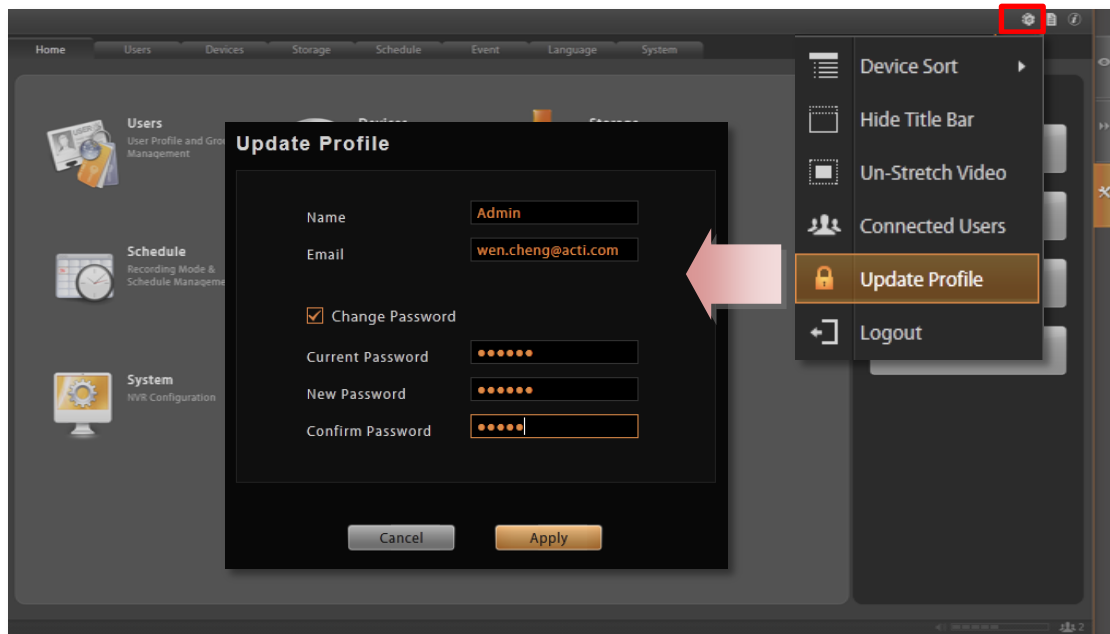 Home Users Devices Storage Schedule Event Language System
Users
User Profile and Grou
Management
Schedule
Recording Mode &
Schedule Manageme
System
NVR Configuration
Update Profile
Name
Admin
Email
wen.cheng@acti.com
Change Password
Current Password
New Password
Confirm Password
Cancel
Apply
Device Sort
Hide Title Bar
Un-Stretch Video
Connected Users
Update Profile
Logout
2